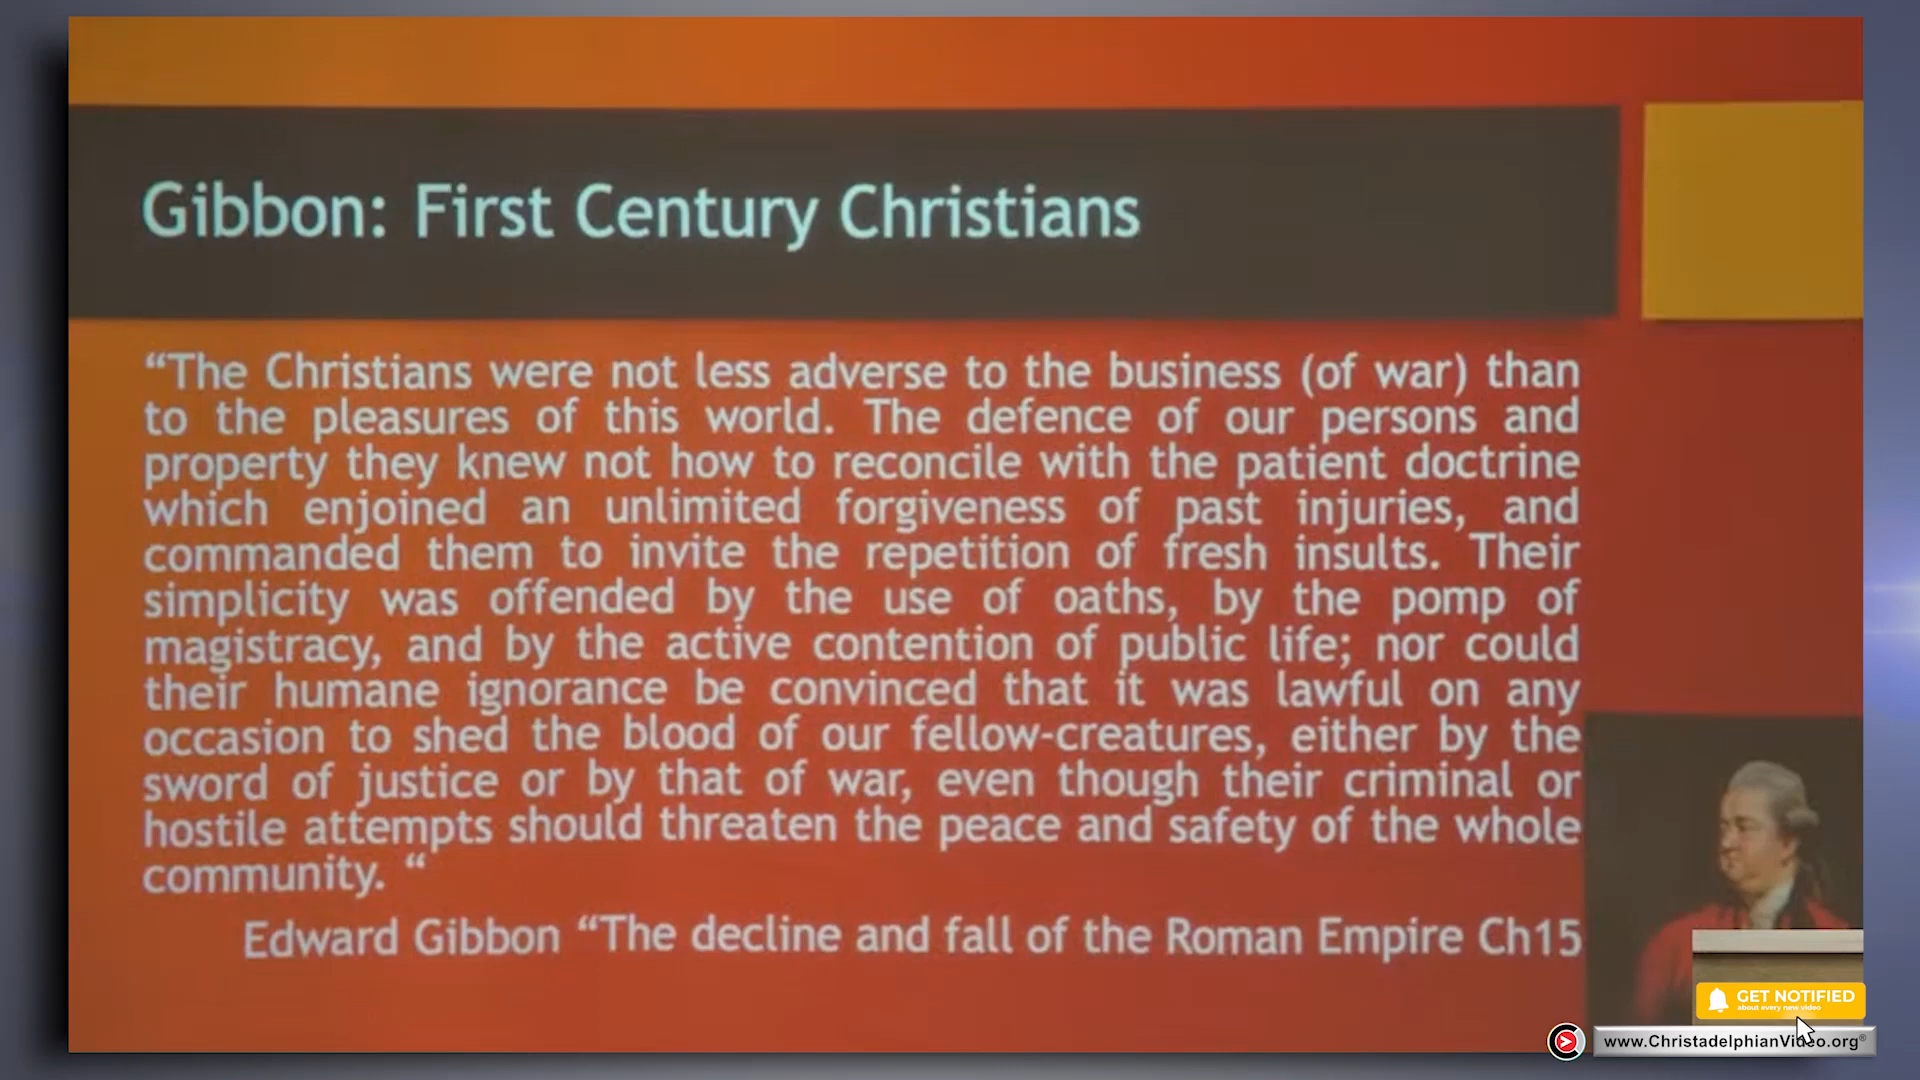 Gibbon: First Century Christians
“The Christians were not less adverse to the business (of war) than
to the pleasures of this world. The defence of our persons and
property they knew not how to reconcile with the patient doctrine
which enjoined an unlimited forgiveness of past injuries, and
commanded them to invite the repetition of fresh insults. Their
simplicity was offended by the use of oaths, by the pomp of
magistracy, and by the active contention of public life; nor could
their humane ignorance be convinced that it was lawful on any
occasion to shed the blood of our fellow-creatures, either by the
sword of justice or by that of war, even though their criminal or
hostile attempts should threaten the peace and safety of the whole
community. “
Edward Gibbon “The decline and fall of the Roman Empire Ch15
GET NOTIFIED
about every new video
www.ChristadelphianVideo.org®